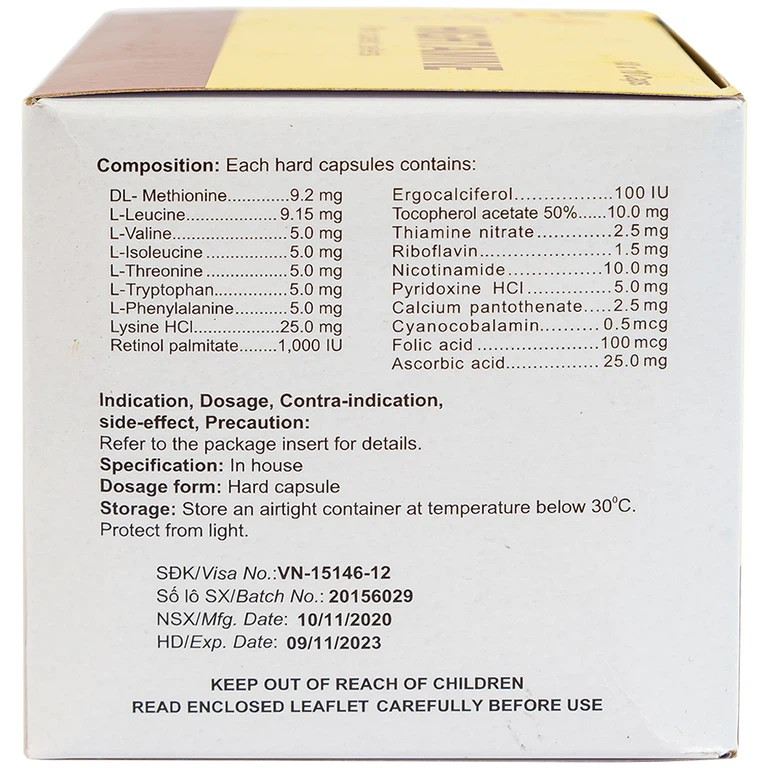 Composition: Each hard capsules contains:
DL- Methionine.............9.2 mg
L-Leucine...................9.15 mg
L-Valine........................5.0 mg
L-Isoleucine..................5.0 mg
L-Threonine..................5.0 mg
L-Tryptophan................5.0 mg
L-Phenylalanine............5.0 mg
Lysine HCl...................25.0 mg
Retinol palmitate........1,000 IU
Ergocalciferol.................100 IU
Tocopherol acetate 50%......10.0 mg
Thiamine nitrate.............2.5 mg
Riboflavin.......................1.5 mg
Nicotinamide................10.0 mg
Pyridoxine HCl...............5.0 mg
Calcium pantothenate.....2.5 mg
Cyanocobalamin..........0.5 mcg
Folic acid.....................100 mcg
Ascorbic acid................25.0 mg
Indication, Dosage, Contra-indication,
side-effect, Precaution:
Refer to the package insert for details.
Specification: In house
Dosage form: Hard capsule
Storage: Store an airtight container at temperature below 30°C.
Protect from light.
SĐK/Visa No.:VN-15146-12
Số lô SX/Batch No.: 20156029
NSX/Mfg. Date: 10/11/2020
HD/Exp. Date: 09/11/2023
KEEP OUT OF REACH OF CHILDREN
READ ENCLOSED LEAFLET CAREFULLY BEFORE USE